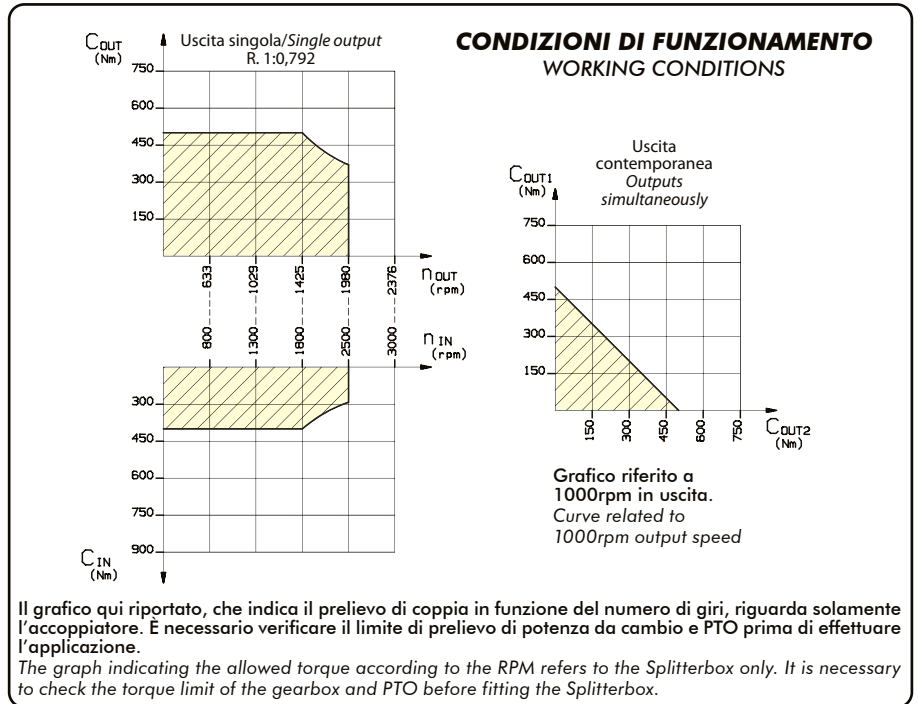 CONDIZIONI DI FUNZIONAMENTO
WORKING CONDITIONS
COUT
(Nm)
Uscita singola/Single output
R. 1:0,792
750
600
450
300
150
633
1029
1425
1980
2376
nOUT
(rpm)
800
1300
1800
2500
3000
nIN
(rpm)
300
450
600
750
900
CIN
(Nm)
Uscita
contemporanea
Outputs
simultaneously
COUT1
(Nm)
750
600
450
300
150
150
300
450
600
750
COUT2
(Nm)
Grafico riferito a
1000rpm in uscita.
Curve related to
1000rpm output speed
Il grafico qui riportato, che indica il prelievo di coppia in funzione del numero di giri, riguarda solamente
l'accoppiatore. È necessario verificare il limite di prelievo di potenza da cambio e PTO prima di effettuare
l'applicazione.
The graph indicating the allowed torque according to the RPM refers to the Splitterbox only. It is necessary
to check the torque limit of the gearbox and PTO before fitting the Splitterbox.